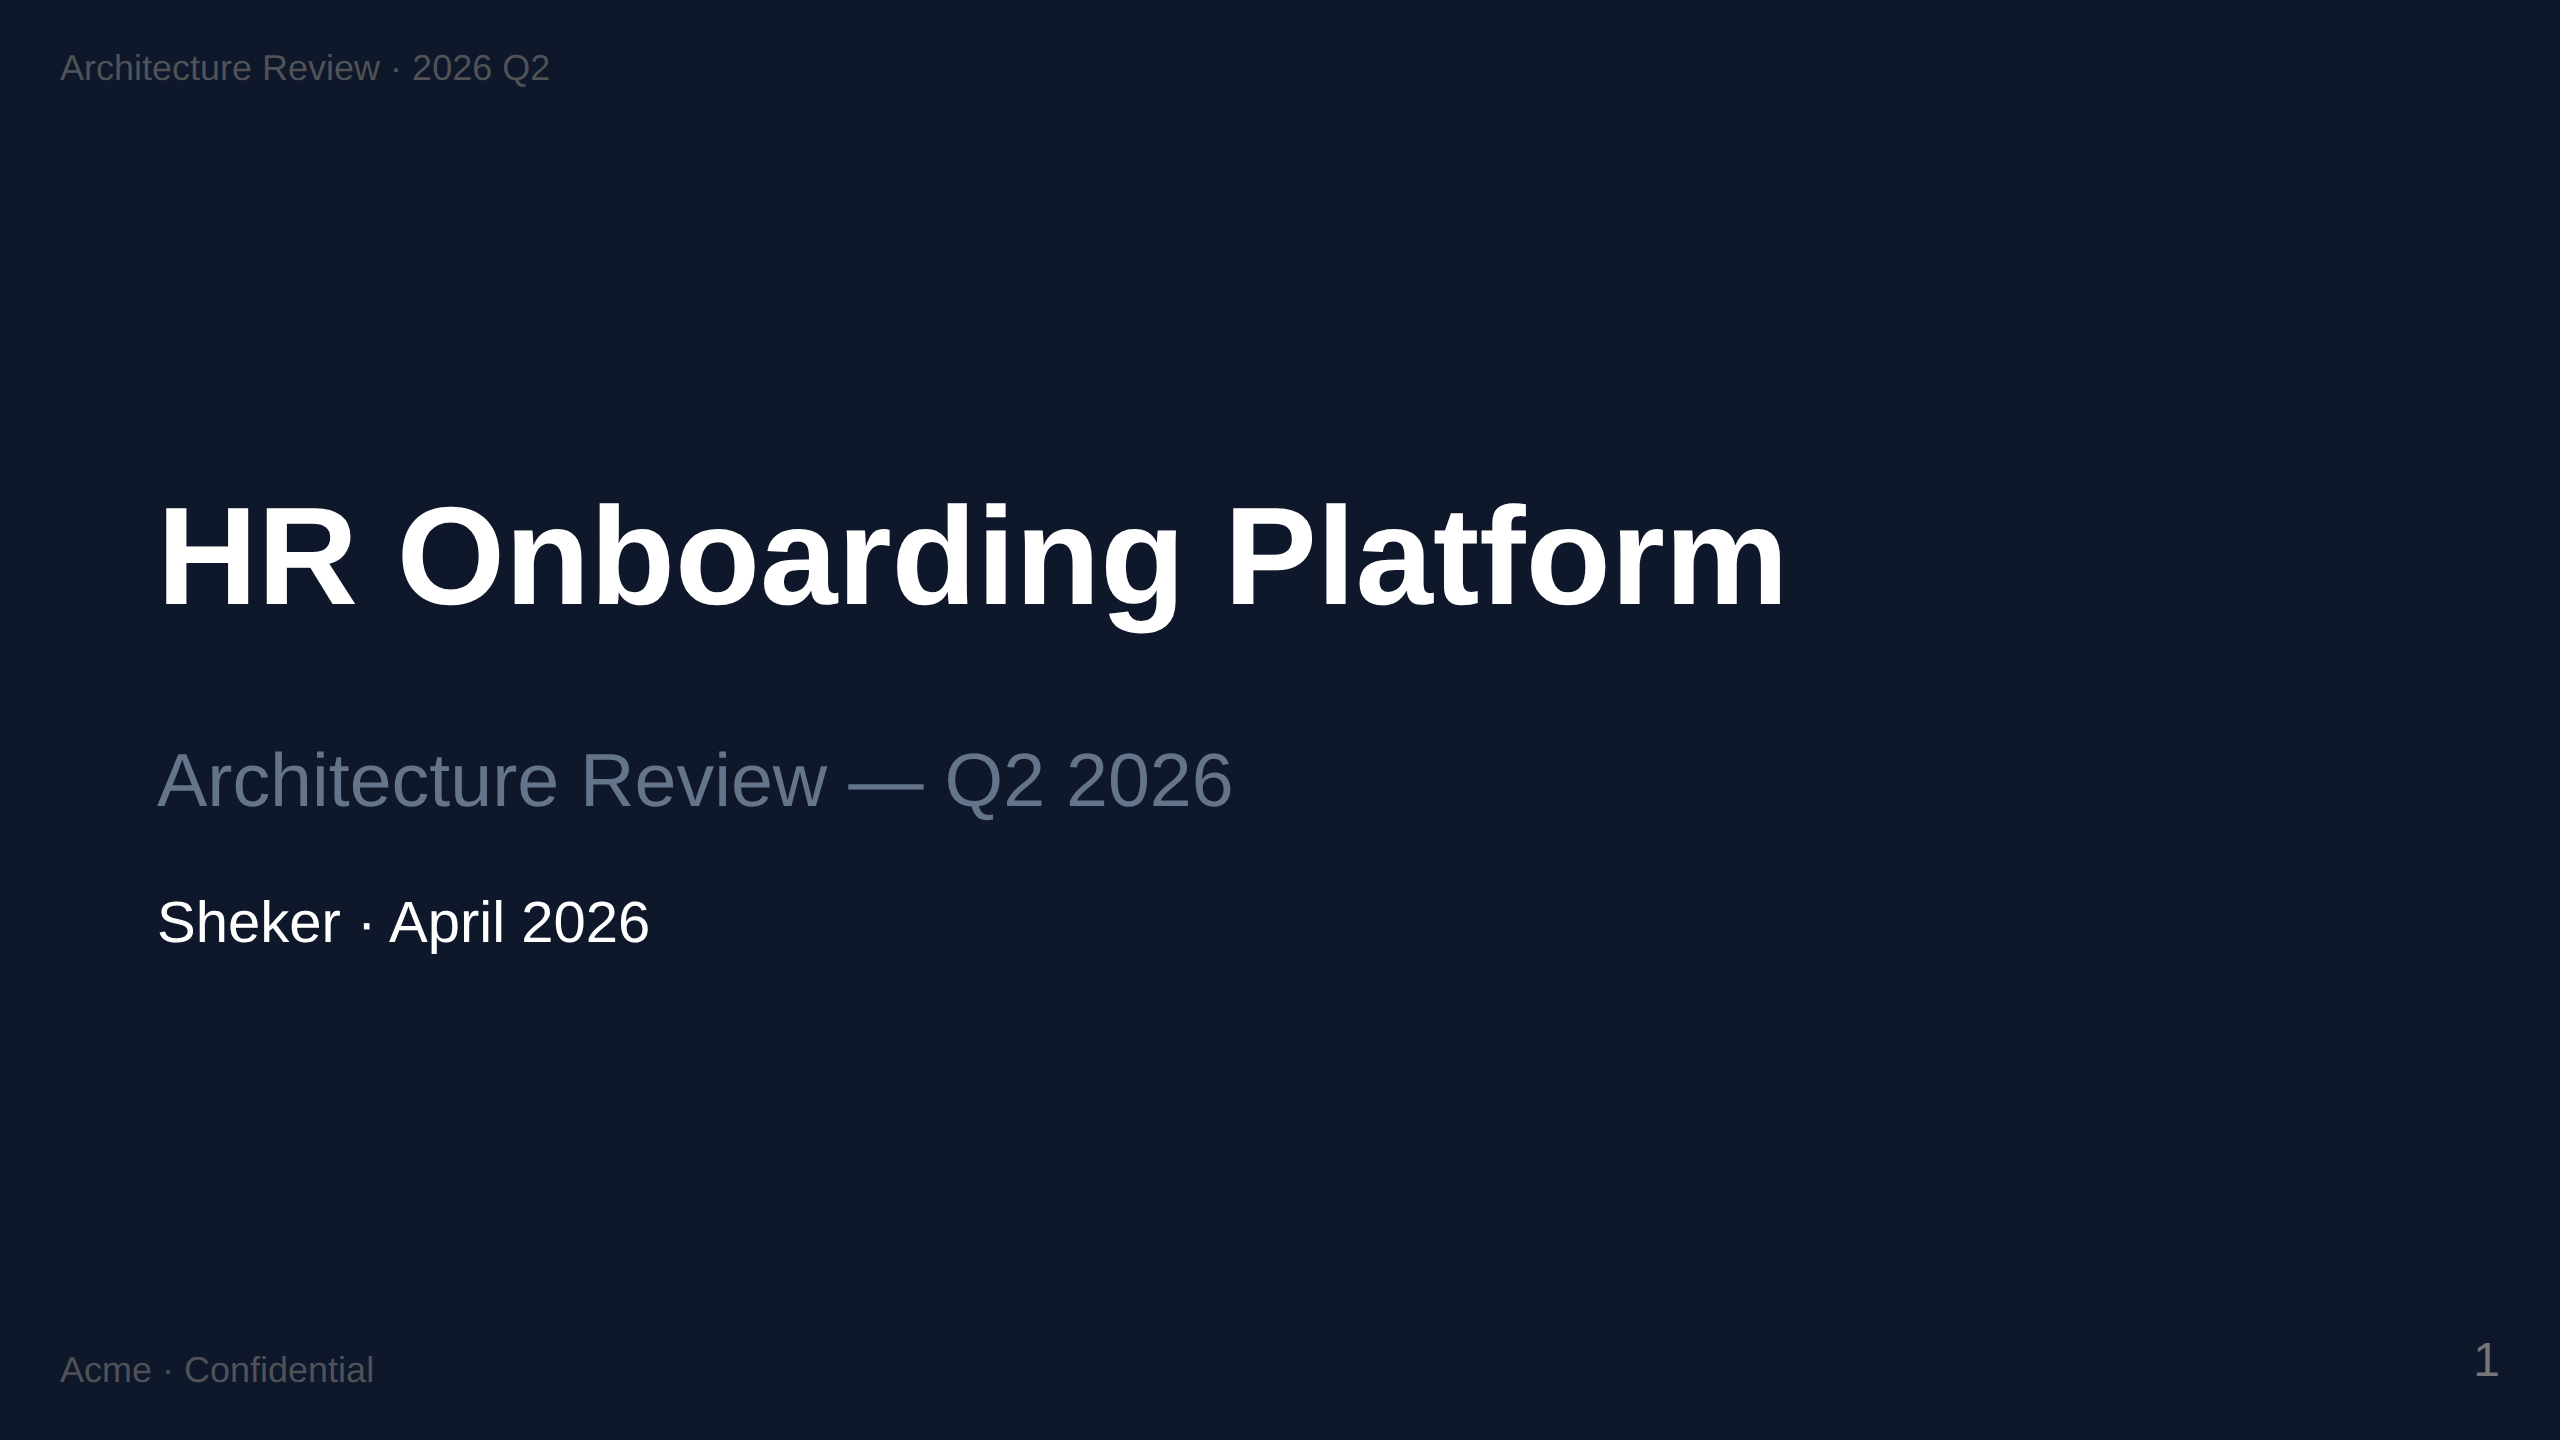 Architecture Review · 2026 Q2
HR Onboarding Platform
Architecture Review — Q2 2026
Sheker · April 2026
Acme · Confidential
1